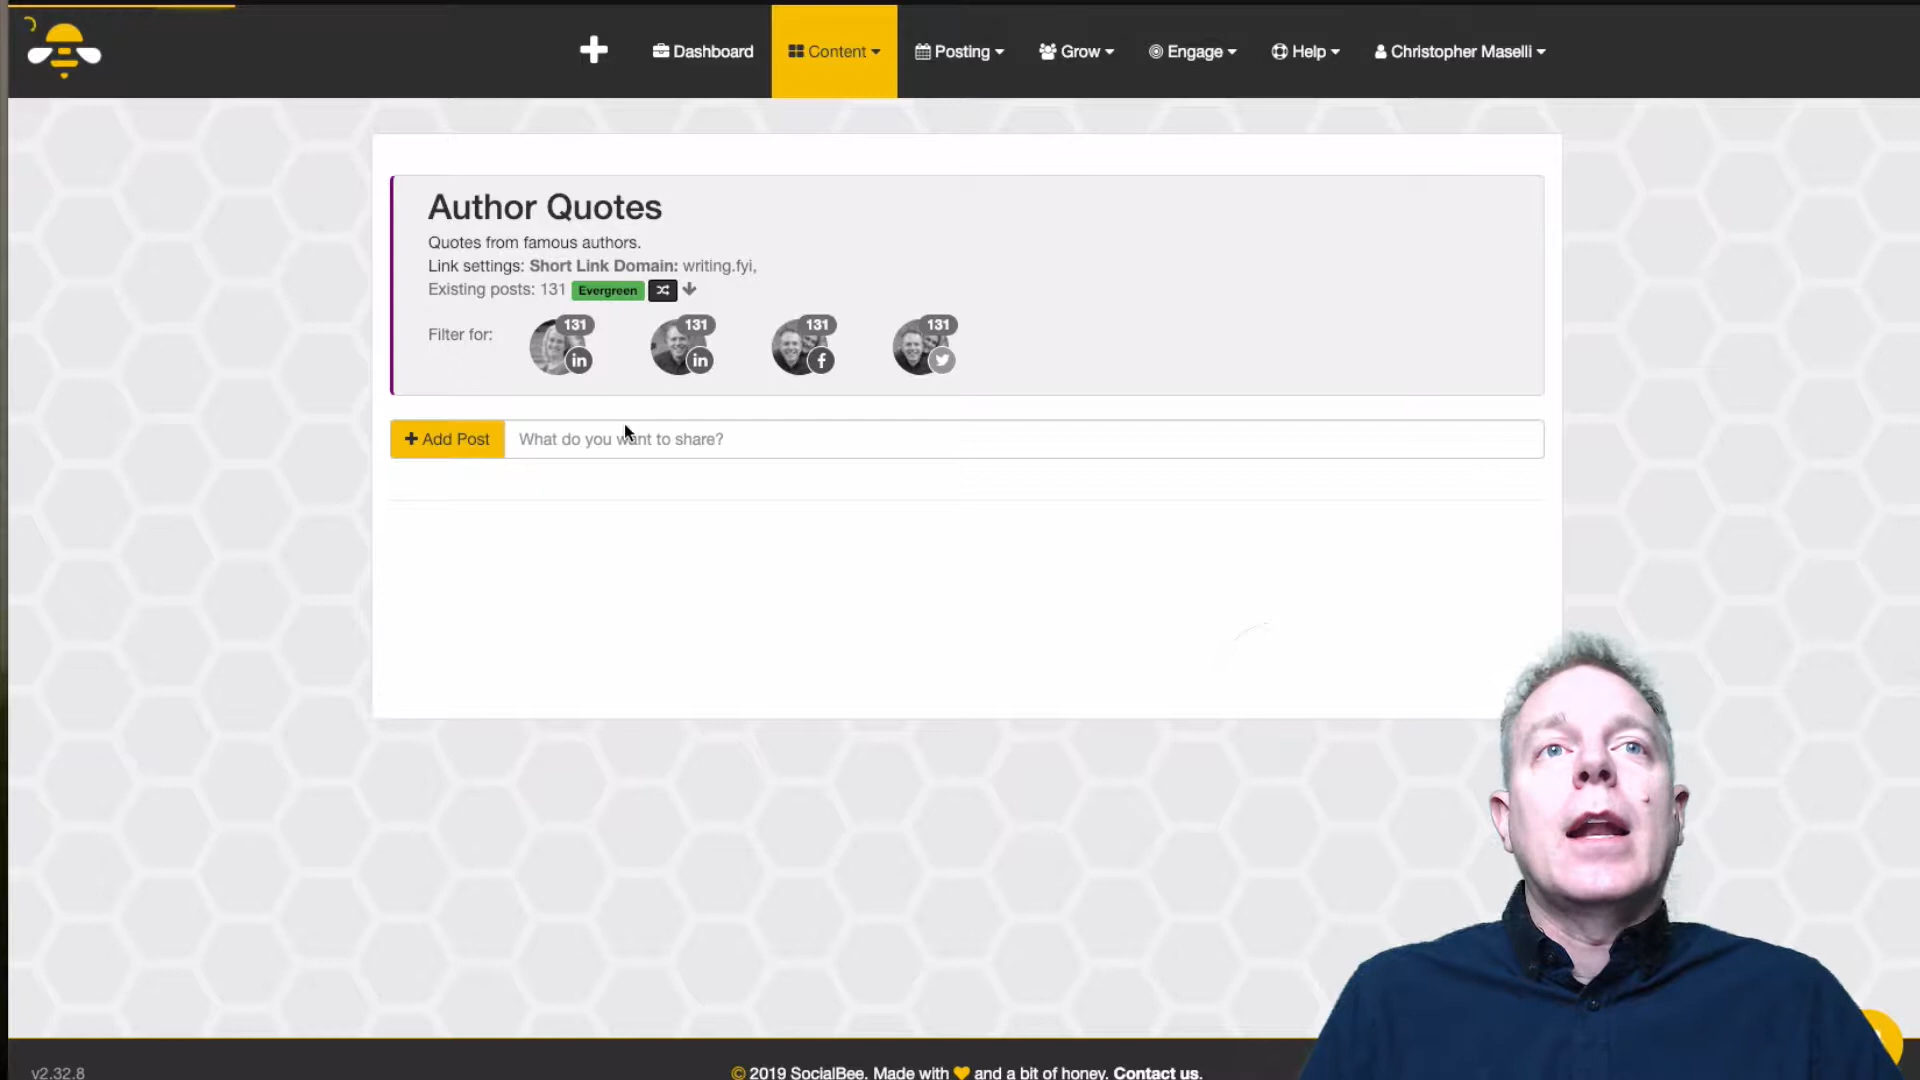 Dashboard Content Posting Grow Engage Help Christopher Maselli
Author Quotes
Quotes from famous authors.
Link settings: Short Link Domain: writing.fyi,
Existing posts: 131 Evergreen
Filter for: 131 in 131 in 131 f 131
+ Add Post What do you want to share?
v2.32.8 © 2019 SocialBee. Made with and a bit of honey. Contact us.